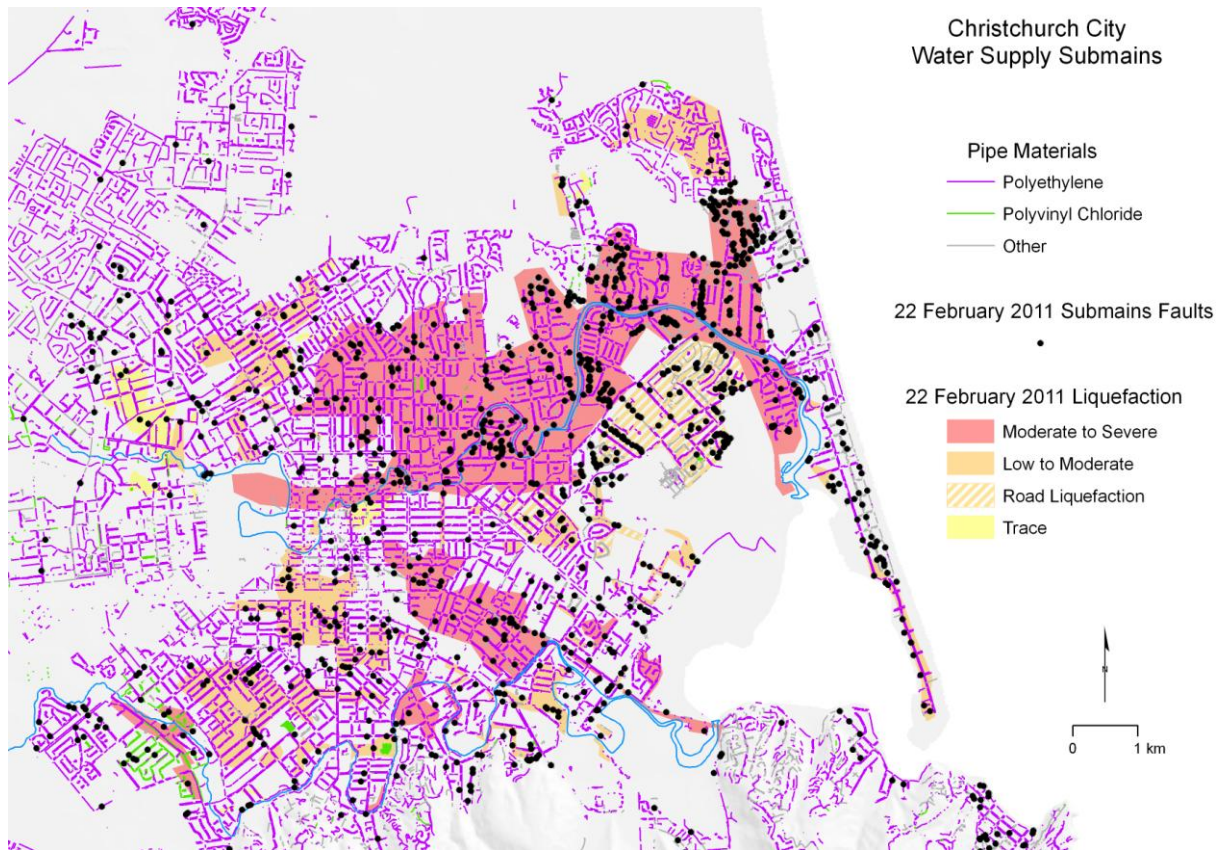 Christchurch City
Water Supply Submains
Pipe Materials
Polyethylene
Polyvinyl Chloride
Other
22 February 2011 Submains Faults
22 February 2011 Liquefaction
Moderate to Severe
Low to Moderate
Road Liquefaction
Trace
N
0 1 km